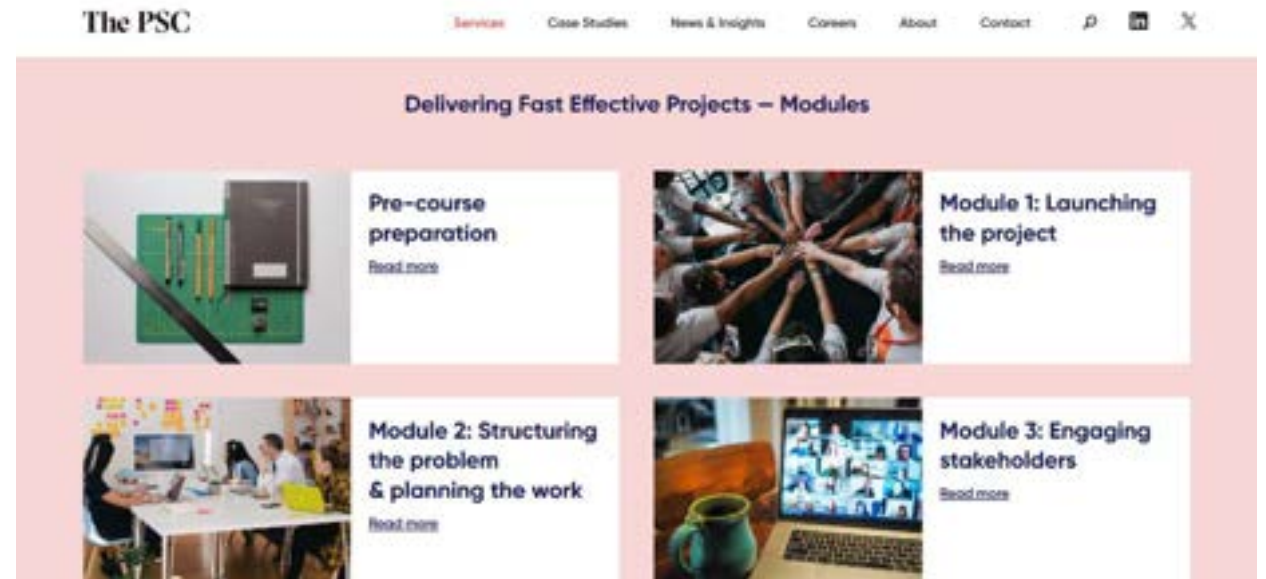 The PSC
Services Case Studies News & Insights Careers About Contact
Delivering Fast Effective Projects — Modules
Pre-course
preparation
Read more
Module 1: Launching
the project
Read more
Module 2: Structuring
the problem
& planning the work
Read more
Module 3: Engaging
stakeholders
Read more